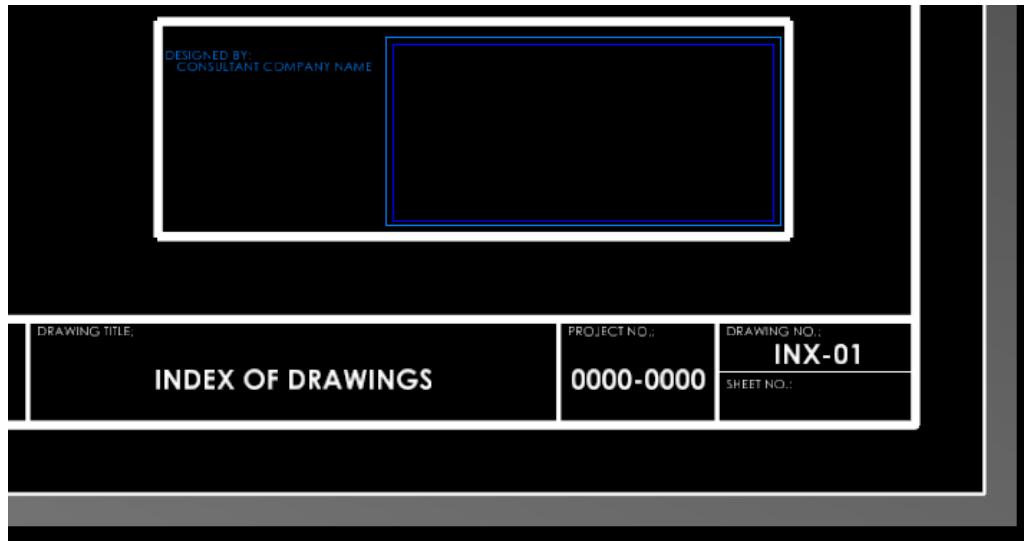 DESIGNED BY:
CONSULTANT COMPANY NAME
DRAWING TITLE;
INDEX OF DRAWINGS
PROJECT NO.;
0000-0000
DRAWING NO.:
INX-01
SHEET NO.: